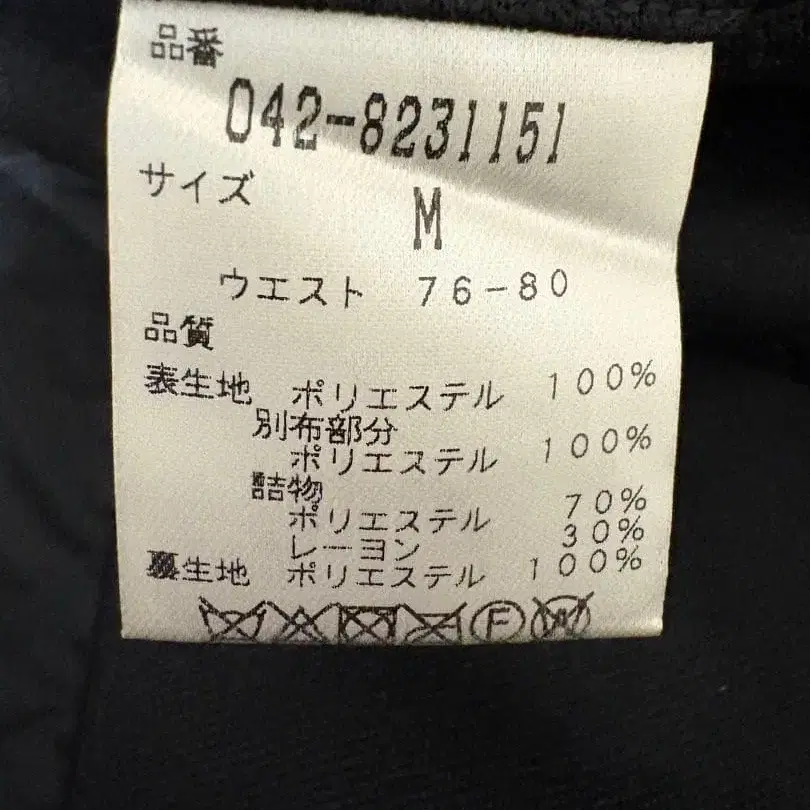 品番
042-8231151
サイズ
M
ウエスト 76-80
品質
表生地 ポリエステル 100%
別布部分
ポリエステル 100%
詰物
ポリエステル 70%
レーヨン 30%
裏生地 ポリエステル 100%
F W